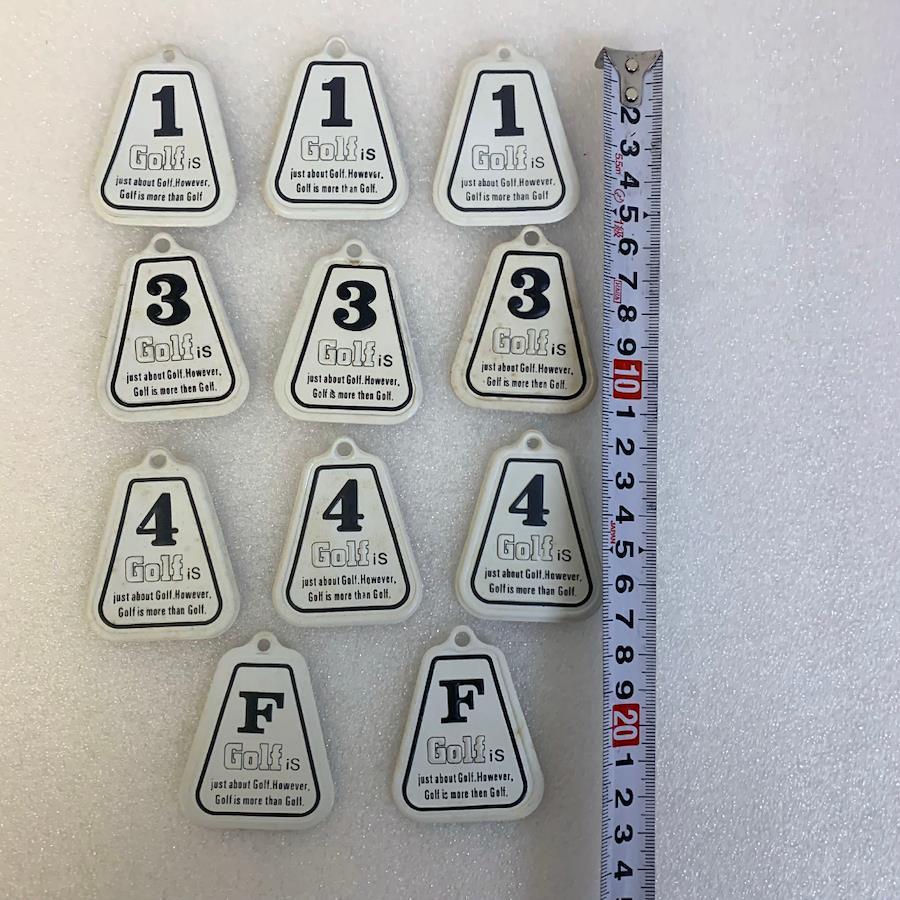 1
Golf is
just about Golf. However,
Golf is more than Golf
1
Golf is
just about Golf. However,
Golf is more than Golf.
1
Golf is
just about Golf. However,
Golf is more than Golf
3
Golf is
just about Golf. However,
Golf is more then Golf.
3
Golf is
just about Golf. However,
Golf is more then Golf.
3
Golf is
just about Golf. However,
Golf is more then Golf.
4
Golf is
just about Golf. However,
Golf is more than Golf.
4
Golf is
just about Golf. However,
Golf is more than Golf.
4
Golf is
just about Golf. However,
Golf is more than Golf.
F
Golf is
just about Golf. However,
Golf is more than Golf.
F
Golf is
just about Golf. However,
Golf is more then Golf.
2
3
5.5m
4
5
1級
6
7
8
9
10
1
2
3
4
JAPAN
5
6
7
8
9
20
1
2
3
4